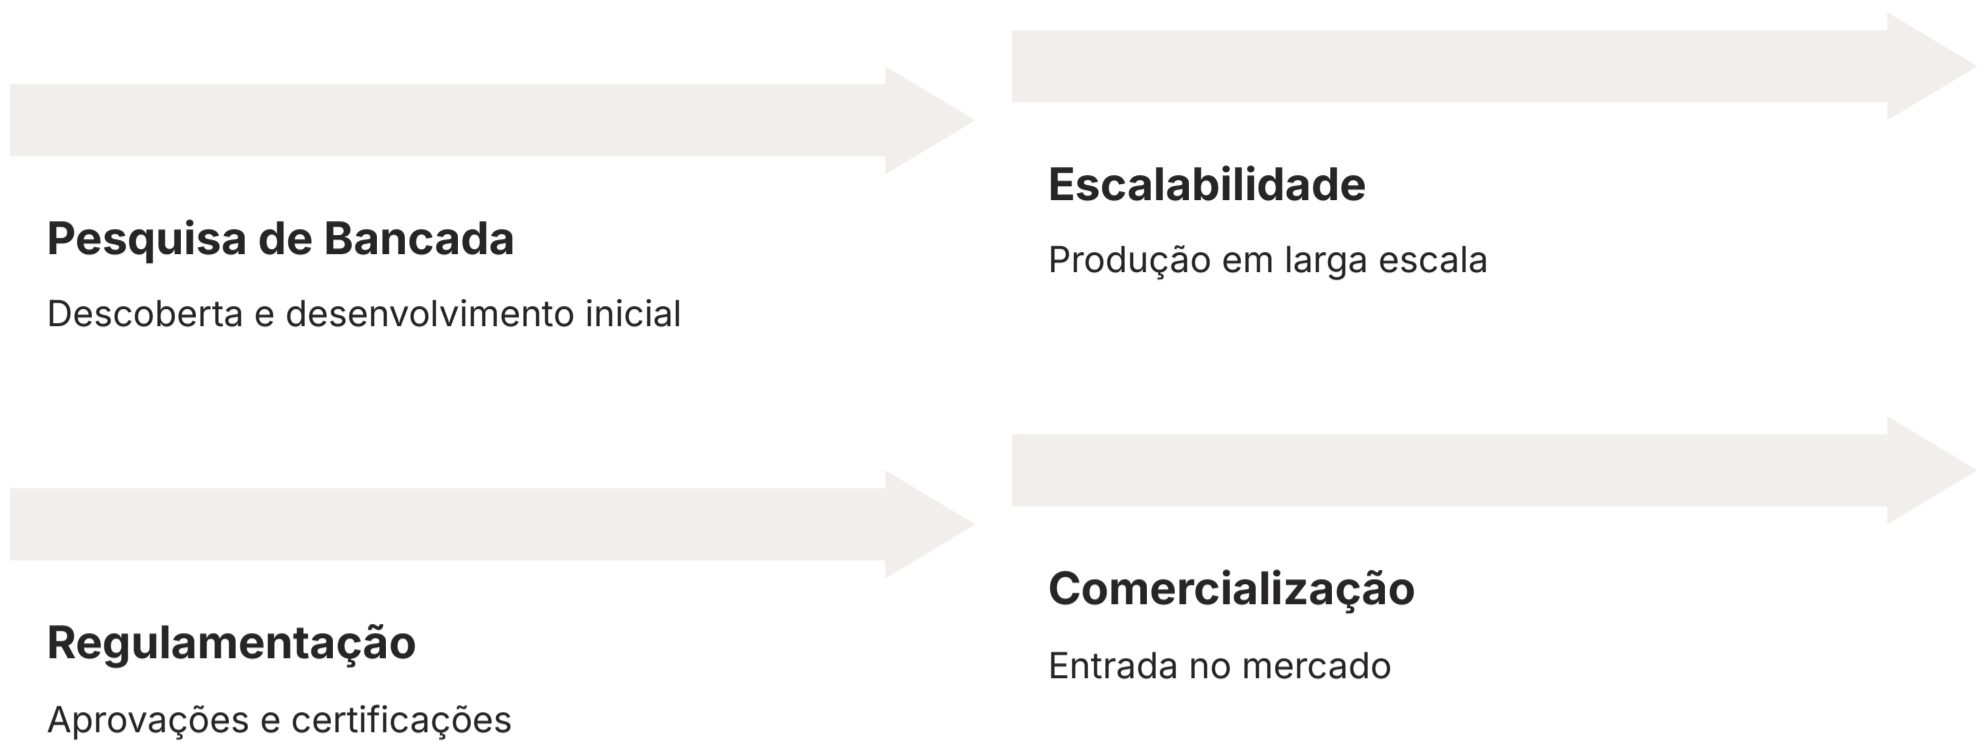 Pesquisa de Bancada
Descoberta e desenvolvimento inicial
Escalabilidade
Produção em larga escala
Regulamentação
Aprovações e certificações
Comercialização
Entrada no mercado